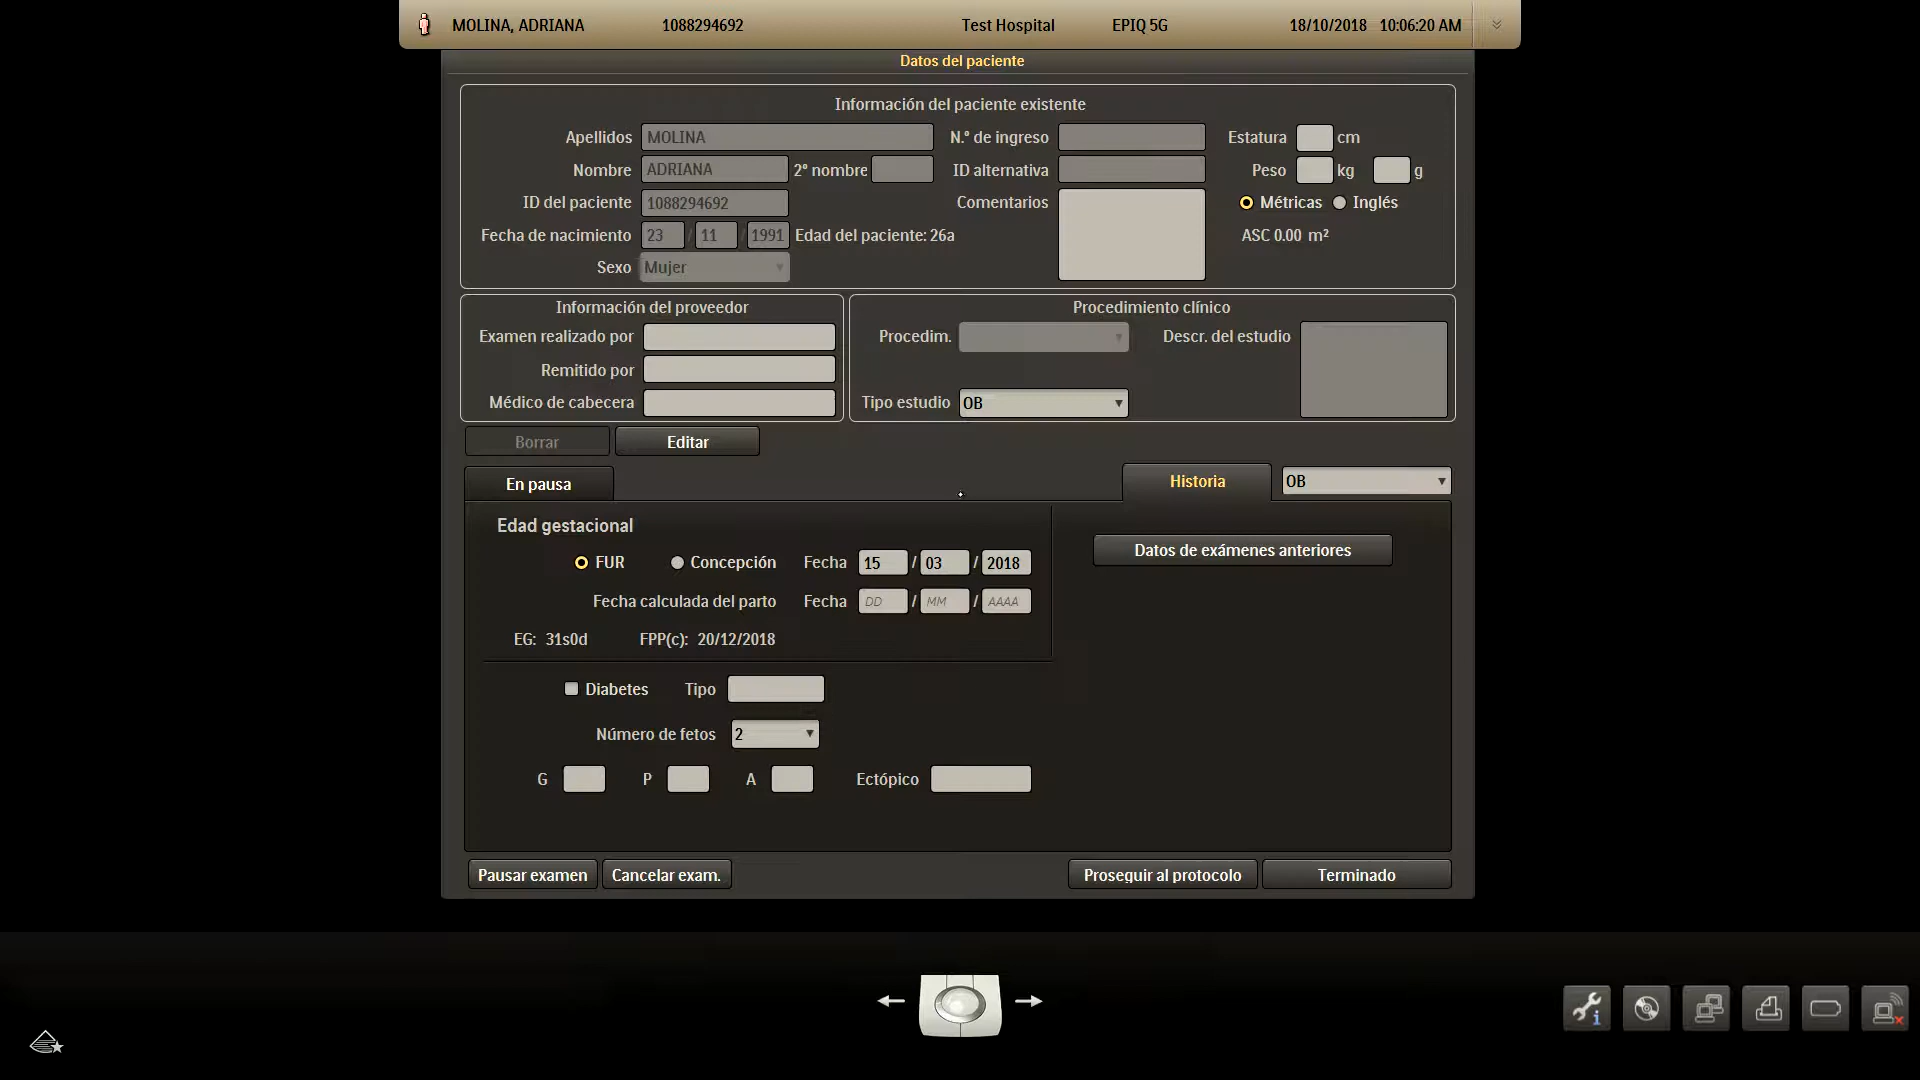 MOLINA, ADRIANA 1088294692 Test Hospital EPIQ 5G 18/10/2018 10:06:20 AM
Datos del paciente
Información del paciente existente
Apellidos MOLINA N.º de ingreso Estatura cm
Nombre ADRIANA 2º nombre ID alternativa Peso kg g
ID del paciente 1088294692 Comentarios Métricas Inglés
Fecha de nacimiento 23 / 11 / 1991 Edad del paciente: 26a ASC 0.00 m²
Sexo Mujer
Información del proveedor Procedimiento clínico
Examen realizado por Procedim. Descr. del estudio
Remitido por
Médico de cabecera Tipo estudio OB
Borrar Editar
En pausa Historia OB
Edad gestacional
Datos de exámenes anteriores
FUR Concepción Fecha 15 / 03 / 2018
Fecha calculada del parto Fecha DD / MM / AAAA
EG: 31s0d FPP(c): 20/12/2018
Diabetes Tipo
Número de fetos 2
G P A Ectópico
Pausar examen Cancelar exam. Proseguir al protocolo Terminado